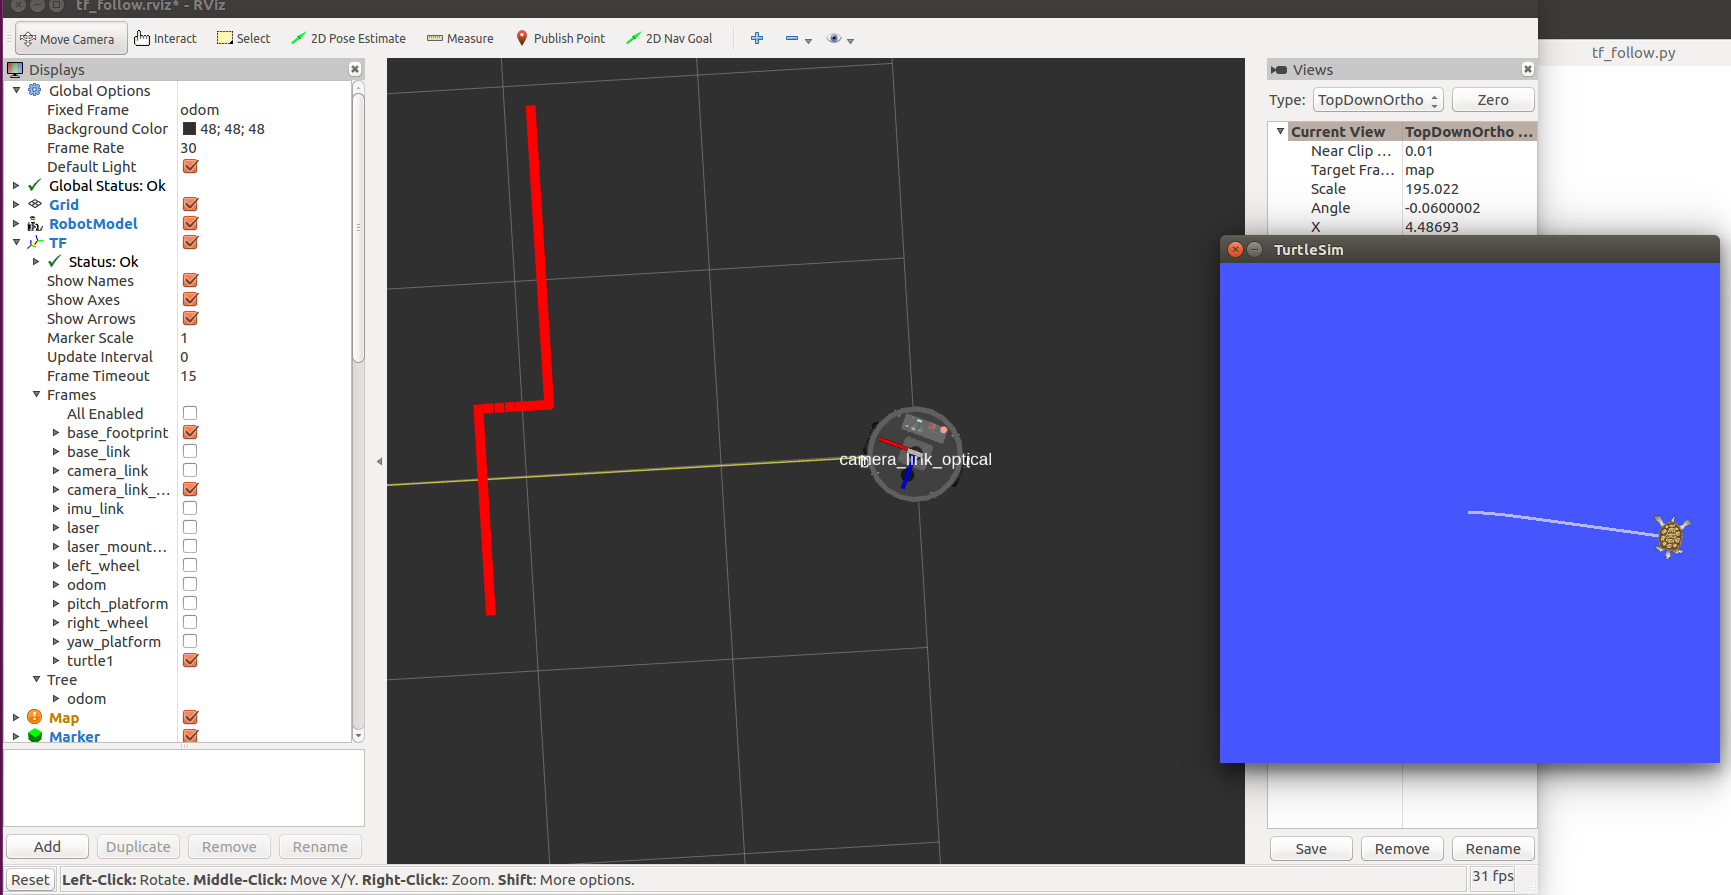 tf_follow.rviz* - RViz
tf_follow.py
Move Camera Interact Select 2D Pose Estimate Measure Publish Point 2D Nav Goal
Displays
Global Options
Fixed Frame odom
Background Color 48; 48; 48
Frame Rate 30
Default Light
Global Status: Ok
Grid
RobotModel
TF
Status: Ok
Show Names
Show Axes
Show Arrows
Marker Scale 1
Update Interval 0
Frame Timeout 15
Frames
All Enabled
base_footprint
base_link
camera_link
camera_link_...
imu_link
laser
laser_mount...
left_wheel
odom
pitch_platform
right_wheel
yaw_platform
turtle1
Tree
odom
Map
Marker
Add Duplicate Remove Rename
camera_link_optical
Views
Type: TopDownOrtho Zero
Current View TopDownOrtho ...
Near Clip ... 0.01
Target Fra... map
Scale 195.022
Angle -0.0600002
X 4.48693
TurtleSim
Save Remove Rename
Reset Left-Click: Rotate. Middle-Click: Move X/Y. Right-Click:: Zoom. Shift: More options. 31 fps